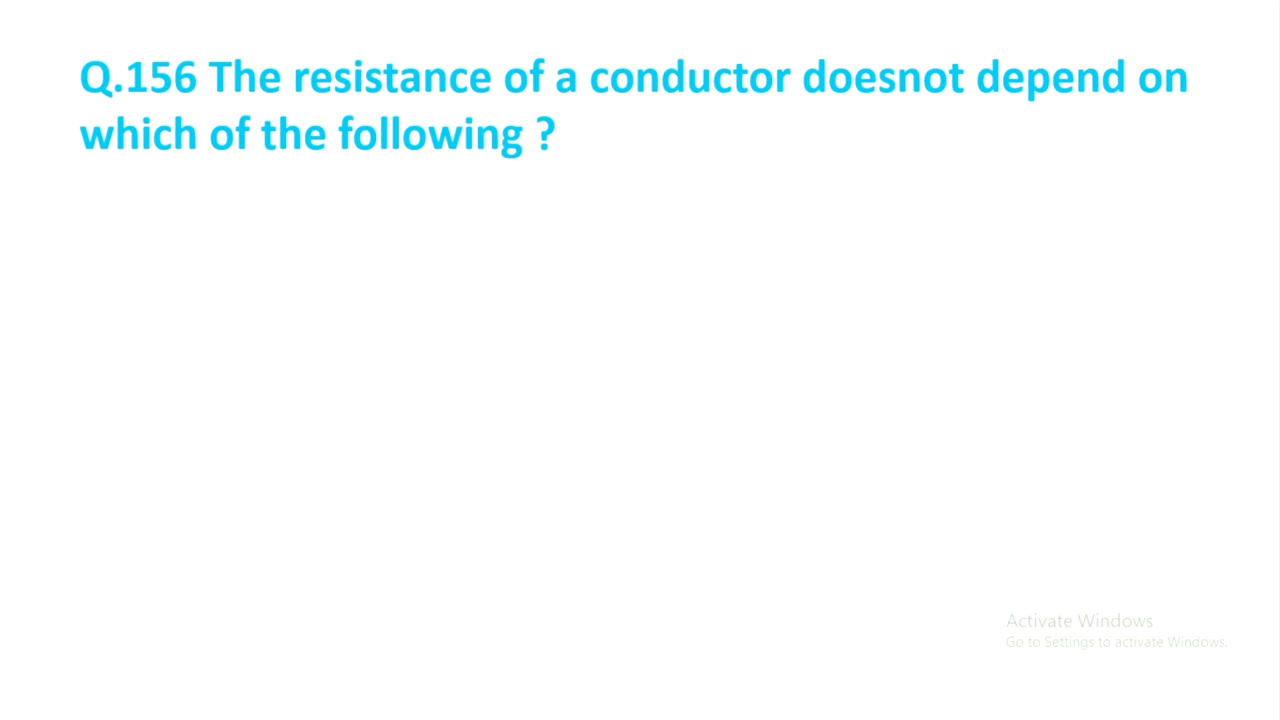 Q.156 The resistance of a conductor doesnot depend on
which of the following ?
Activate Windows
Go to Settings to activate Windows.